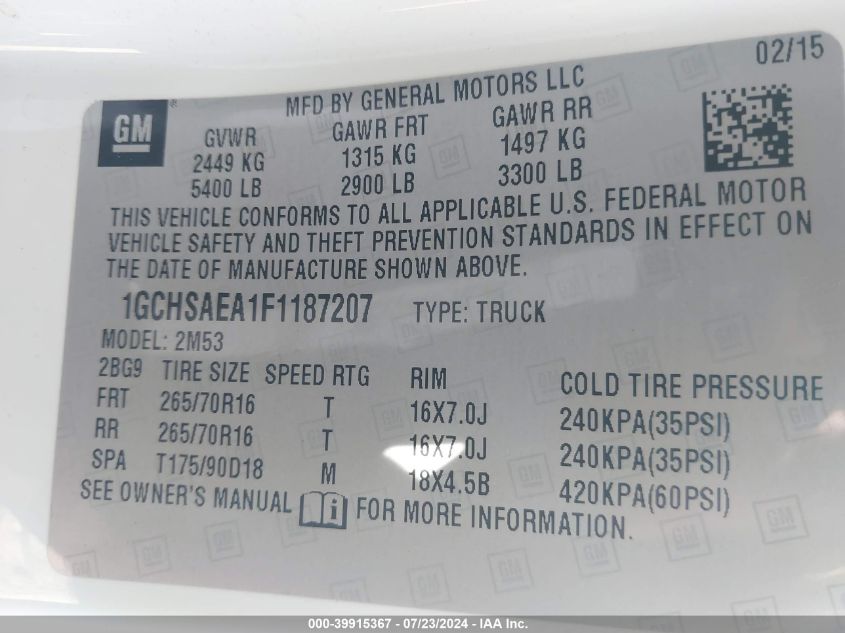 02/15
GM ® MFD BY GENERAL MOTORS LLC
GVWR GAWR FRT GAWR RR
2449 KG 1315 KG 1497 KG
5400 LB 2900 LB 3300 LB
THIS VEHICLE CONFORMS TO ALL APPLICABLE U.S. FEDERAL MOTOR
VEHICLE SAFETY AND THEFT PREVENTION STANDARDS IN EFFECT ON
THE DATE OF MANUFACTURE SHOWN ABOVE.
1GCHSAEA1F1187207 TYPE: TRUCK
MODEL: 2M53
2BG9 TIRE SIZE SPEED RTG RIM COLD TIRE PRESSURE
FRT 265/70R16 T 16X7.0J 240KPA(35PSI)
RR 265/70R16 T 16X7.0J 240KPA(35PSI)
SPA T175/90D18 M 18X4.5B 420KPA(60PSI)
SEE OWNER'S MANUAL i FOR MORE INFORMATION.
000-39915367 - 07/23/2024 - IAA Inc.